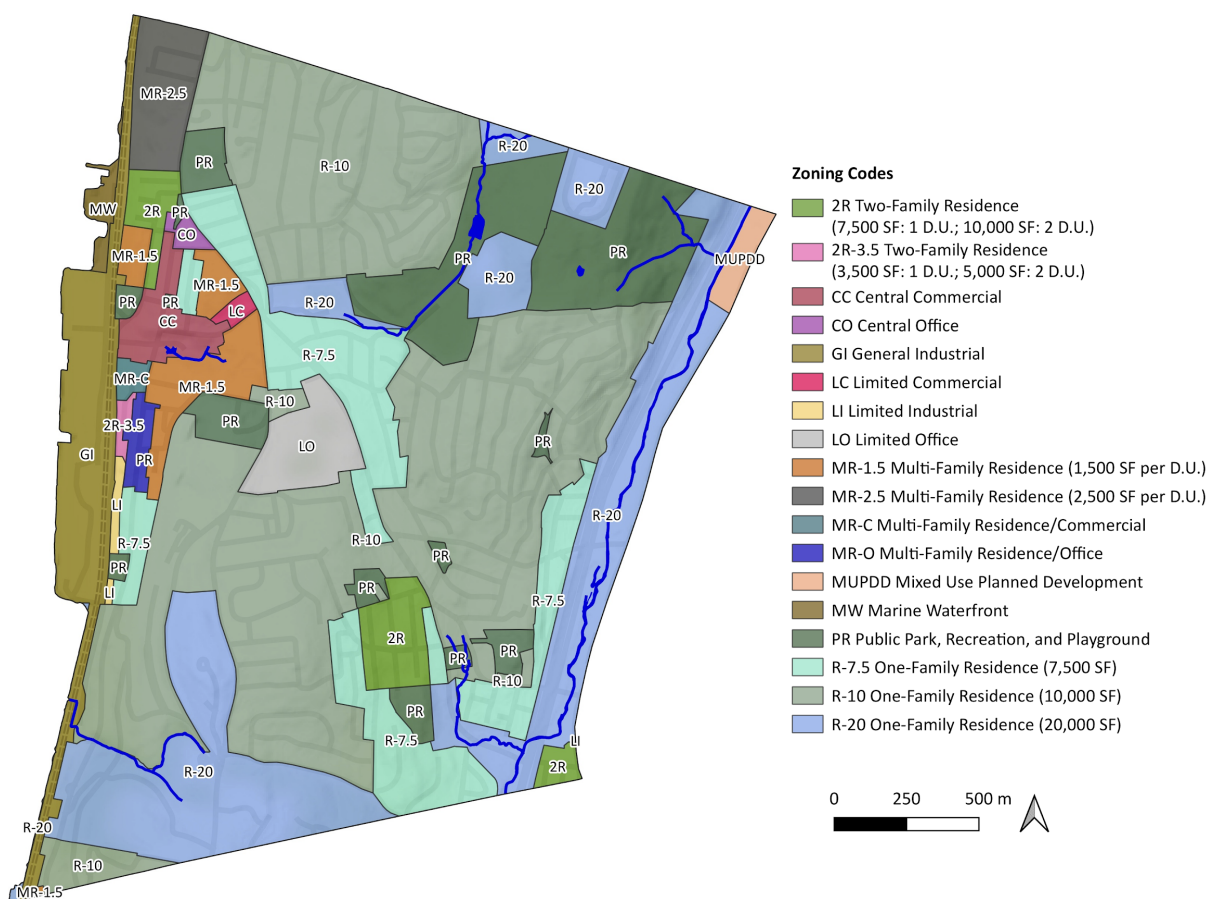 MR-2.5
R-20
PR
R-10
R-20
MW
2R
PR
CO
MR-1.5
PR
PR
MUPDD
R-20
MR-1.5
PR
PR
R-20
LC
CC
R-7.5
MR-C
MR-1.5
R-10
2R-3.5
PR
PR
LO
GI
PR
LI
R-20
R-7.5
R-10
PR
PR
LI
PR
R-7.5
2R
PR
PR
R-10
PR
R-7.5
LI
R-20
2R
R-20
R-10
MR-1.5
Zoning Codes
2R Two-Family Residence
(7,500 SF: 1 D.U.; 10,000 SF: 2 D.U.)
2R-3.5 Two-Family Residence
(3,500 SF: 1 D.U.; 5,000 SF: 2 D.U.)
CC Central Commercial
CO Central Office
GI General Industrial
LC Limited Commercial
LI Limited Industrial
LO Limited Office
MR-1.5 Multi-Family Residence (1,500 SF per D.U.)
MR-2.5 Multi-Family Residence (2,500 SF per D.U.)
MR-C Multi-Family Residence/Commercial
MR-O Multi-Family Residence/Office
MUPDD Mixed Use Planned Development
MW Marine Waterfront
PR Public Park, Recreation, and Playground
R-7.5 One-Family Residence (7,500 SF)
R-10 One-Family Residence (10,000 SF)
R-20 One-Family Residence (20,000 SF)
0 250 500 m